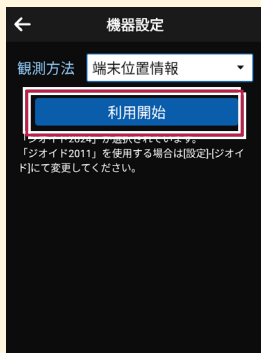 機器設定
観測方法 端末位置情報
利用開始
「ジオイド2024」が選択されています。
「ジオイド2011」を使用する場合は[設定]-[ジオイ
ド]にて変更してください。